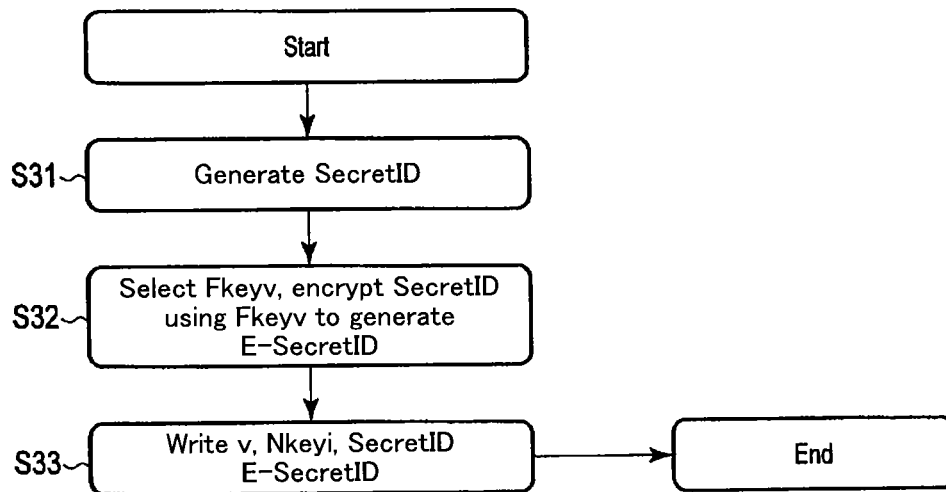 Start
S31
Generate SecretID
Select Fkeyv, encrypt SecretID
S32
using Fkeyv to generate
E-SecretID
Write v, Nkeyi, SecretID
S33
E-SecretID
End